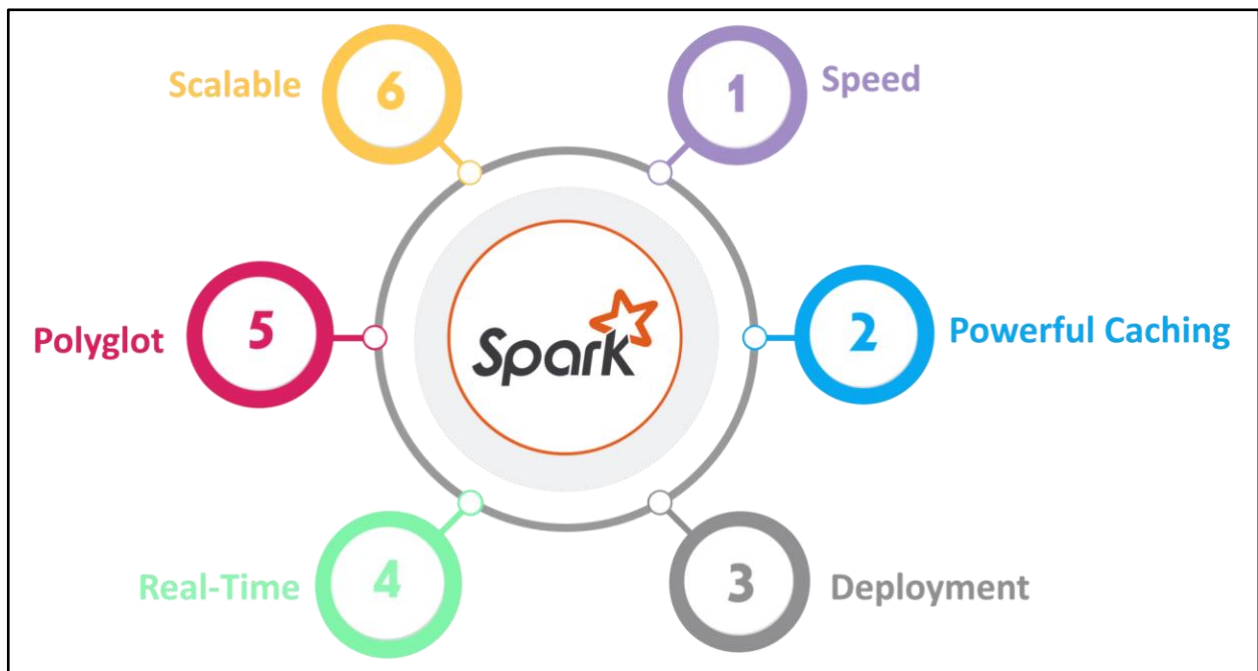 Scalable
6
1
Speed
Polyglot
5
Spark
2
Powerful Caching
Real-Time
4
3
Deployment